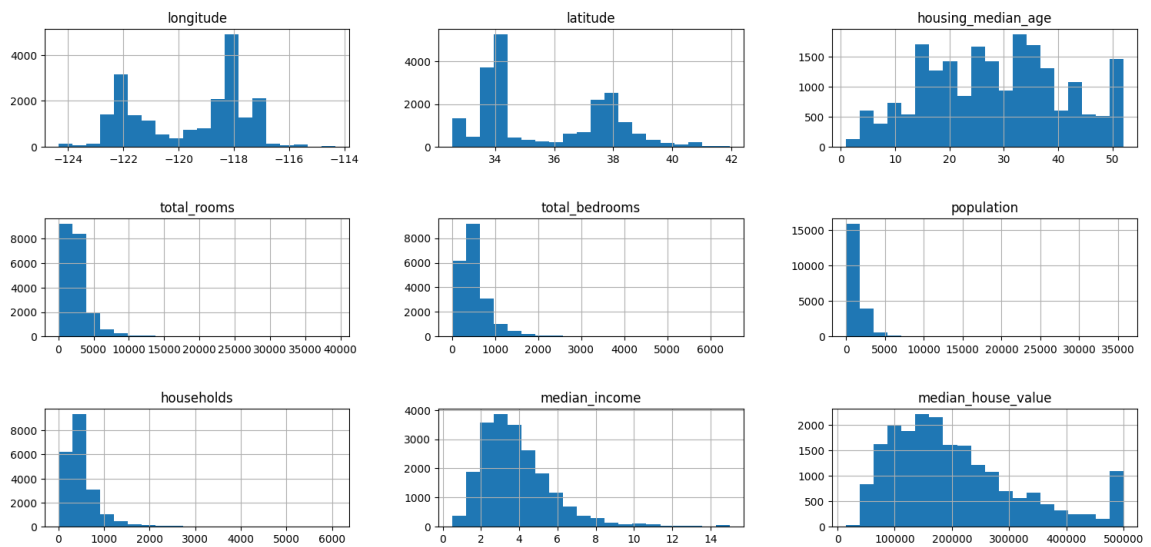 longitude
4000
2000
0
−124 −122 −120 −118 −116 −114
latitude
4000
2000
0
34 36 38 40 42
housing_median_age
1500
1000
500
0
0 10 20 30 40 50
total_rooms
8000
6000
4000
2000
0
0 5000 10000 15000 20000 25000 30000 35000 40000
total_bedrooms
8000
6000
4000
2000
0
0 1000 2000 3000 4000 5000 6000
population
15000
10000
5000
0
0 5000 10000 15000 20000 25000 30000 35000
households
8000
6000
4000
2000
0
0 1000 2000 3000 4000 5000 6000
median_income
4000
3000
2000
1000
0
0 2 4 6 8 10 12 14
median_house_value
2000
1500
1000
500
0
0 100000 200000 300000 400000 500000